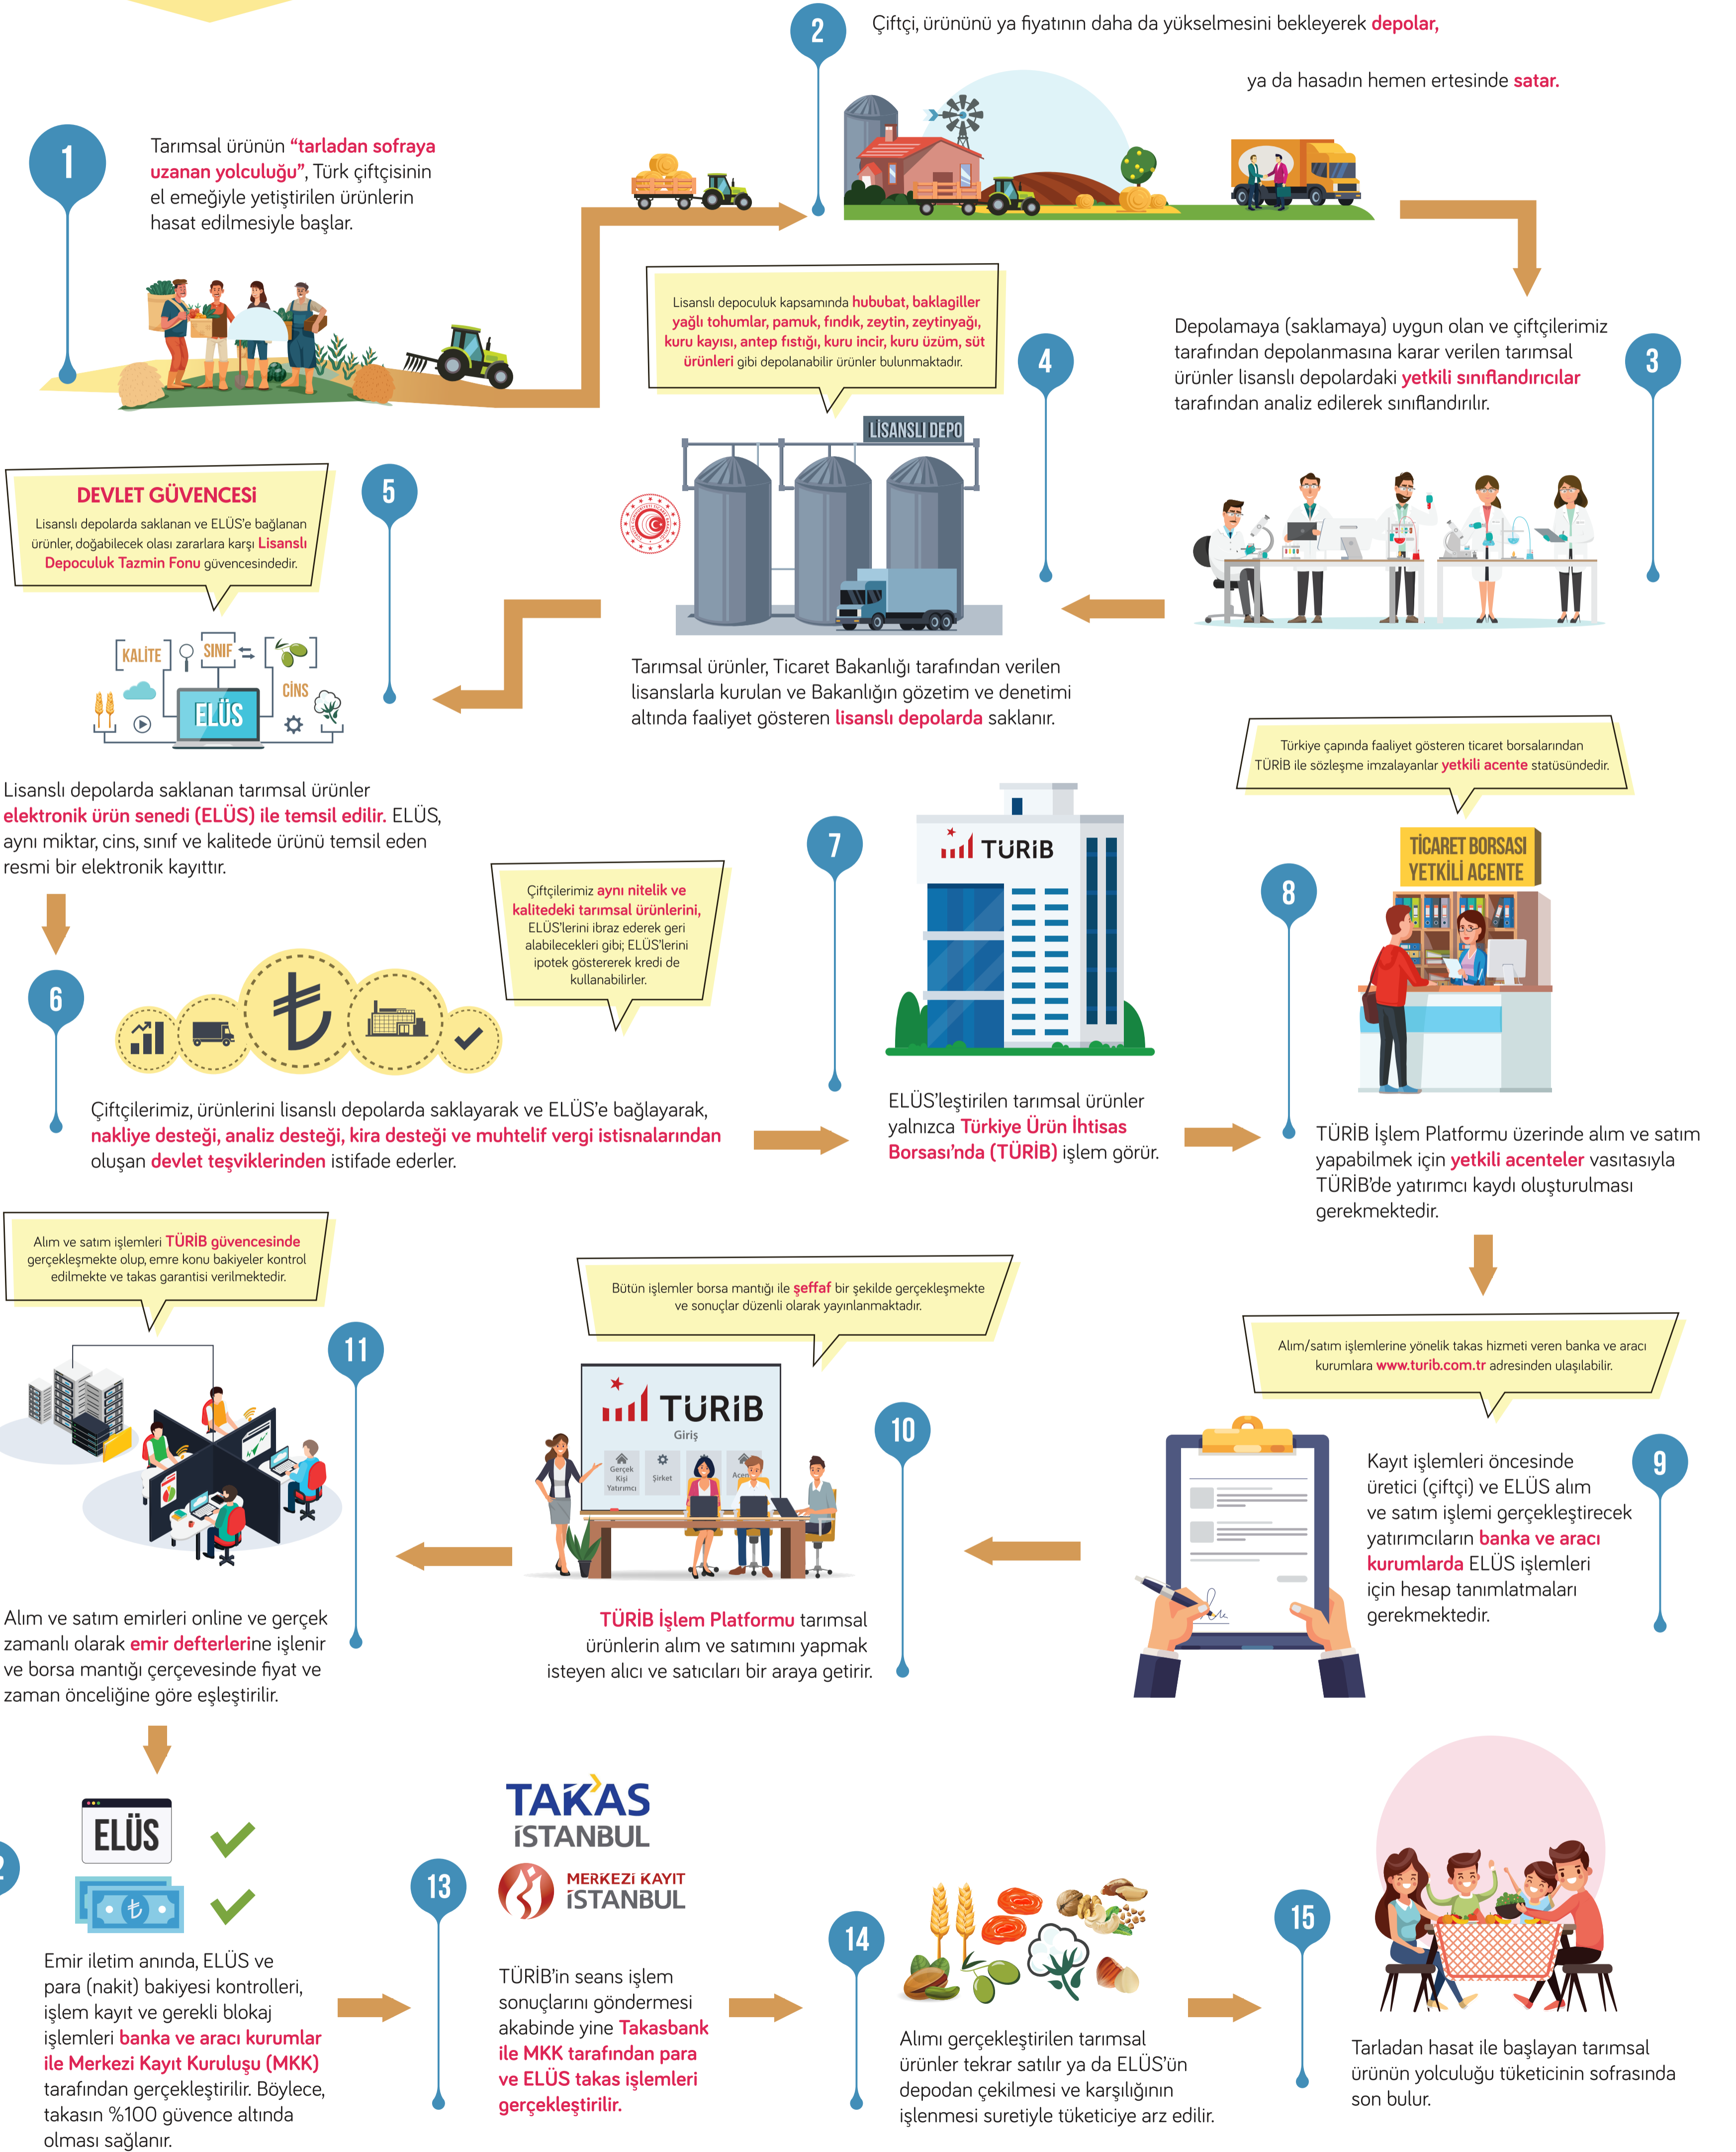 1
Tarımsal ürünün “tarladan sofraya
uzanan yolculuğu”, Türk çiftçisinin
el emeğiyle yetiştirilen ürünlerin
hasat edilmesiyle başlar.
2
Çiftçi, ürününü ya fiyatının daha da yükselmesini bekleyerek depolar,
ya da hasadın hemen ertesinde satar.
3
Depolamaya (saklamaya) uygun olan ve çiftçilerimiz
tarafından depolanmasına karar verilen tarımsal
ürünler lisanslı depolardaki yetkili sınıflandırıcılar
tarafından analiz edilerek sınıflandırılır.
Lisanslı depoculuk kapsamında hububat, baklagiller
yağlı tohumlar, pamuk, fındık, zeytin, zeytinyağı,
kuru kayısı, antep fıstığı, kuru incir, kuru üzüm, süt
ürünleri gibi depolanabilir ürünler bulunmaktadır.
4
LİSANSLI DEPO
Tarımsal ürünler, Ticaret Bakanlığı tarafından verilen
lisanslarla kurulan ve Bakanlığın gözetim ve denetimi
altında faaliyet gösteren lisanslı depolarda saklanır.
DEVLET GÜVENCESİ
Lisanslı depolarda saklanan ve ELÜS’e bağlanan
ürünler, doğabilecek olası zararlara karşı Lisanslı
Depoculuk Tazmin Fonu güvencesindedir.
5
KALİTE
SINIF
CİNS
ELÜS
Lisanslı depolarda saklanan tarımsal ürünler
elektronik ürün senedi (ELÜS) ile temsil edilir. ELÜS,
aynı miktar, cins, sınıf ve kalitede ürünü temsil eden
resmi bir elektronik kayıttır.
Çiftçilerimiz aynı nitelik ve
kalitedeki tarımsal ürünlerini,
ELÜS’lerini ibraz ederek geri
alabilecekleri gibi; ELÜS’lerini
ipotek göstererek kredi de
kullanabilirler.
6
Çiftçilerimiz, ürünlerini lisanslı depolarda saklayarak ve ELÜS’e bağlayarak,
nakliye desteği, analiz desteği, kira desteği ve muhtelif vergi istisnalarından
oluşan devlet teşviklerinden istifade ederler.
7
TÜRİB
ELÜS’leştirilen tarımsal ürünler
yalnızca Türkiye Ürün İhtisas
Borsası’nda (TÜRİB) işlem görür.
Türkiye çapında faaliyet gösteren ticaret borsalarından
TÜRİB ile sözleşme imzalayanlar yetkili acente statüsündedir.
8
TİCARET BORSASI
YETKİLİ ACENTE
TÜRİB İşlem Platformu üzerinde alım ve satım
yapabilmek için yetkili acenteler vasıtasıyla
TÜRİB’de yatırımcı kaydı oluşturulması
gerekmektedir.
Alım/satım işlemlerine yönelik takas hizmeti veren banka ve aracı
kurumlara www.turib.com.tr adresinden ulaşılabilir.
9
Kayıt işlemleri öncesinde
üretici (çiftçi) ve ELÜS alım
ve satım işlemi gerçekleştirecek
yatırımcıların banka ve aracı
kurumlarda ELÜS işlemleri
için hesap tanımlatmaları
gerekmektedir.
Bütün işlemler borsa mantığı ile şeffaf bir şekilde gerçekleşmekte
ve sonuçlar düzenli olarak yayınlanmaktadır.
10
TÜRİB
Giriş
Gerçek
Kişi
Yatırımcı
Şirket
Acen
TÜRİB İşlem Platformu tarımsal
ürünlerin alım ve satımını yapmak
isteyen alıcı ve satıcıları bir araya getirir.
Alım ve satım işlemleri TÜRİB güvencesinde
gerçekleşmekte olup, emre konu bakiyeler kontrol
edilmekte ve takas garantisi verilmektedir.
11
Alım ve satım emirleri online ve gerçek
zamanlı olarak emir defterlerine işlenir
ve borsa mantığı çerçevesinde fiyat ve
zaman önceliğine göre eşleştirilir.
2
ELÜS
Emir iletim anında, ELÜS ve
para (nakit) bakiyesi kontrolleri,
işlem kayıt ve gerekli blokaj
işlemleri banka ve aracı kurumlar
ile Merkezi Kayıt Kuruluşu (MKK)
tarafından gerçekleştirilir. Böylece,
takasın %100 güvence altında
olması sağlanır.
13
TAKAS
İSTANBUL
MERKEZİ KAYIT
İSTANBUL
TÜRİB’in seans işlem
sonuçlarını göndermesi
akabinde yine Takasbank
ile MKK tarafından para
ve ELÜS takas işlemleri
gerçekleştirilir.
14
Alımı gerçekleştirilen tarımsal
ürünler tekrar satılır ya da ELÜS’ün
depodan çekilmesi ve karşılığının
işlenmesi suretiyle tüketiciye arz edilir.
15
Tarladan hasat ile başlayan tarımsal
ürünün yolculuğu tüketicinin sofrasında
son bulur.